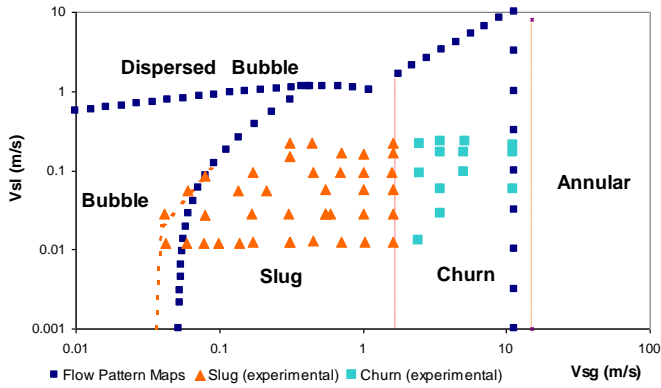 10
Dispersed Bubble
1
Vsl (m/s)
0.1
Bubble
Annular
0.01
Slug
Churn
0.001
0.01
0.1
1
10
100
Flow Pattern Maps
Slug (experimental)
Churn (experimental)
Vsg (m/s)